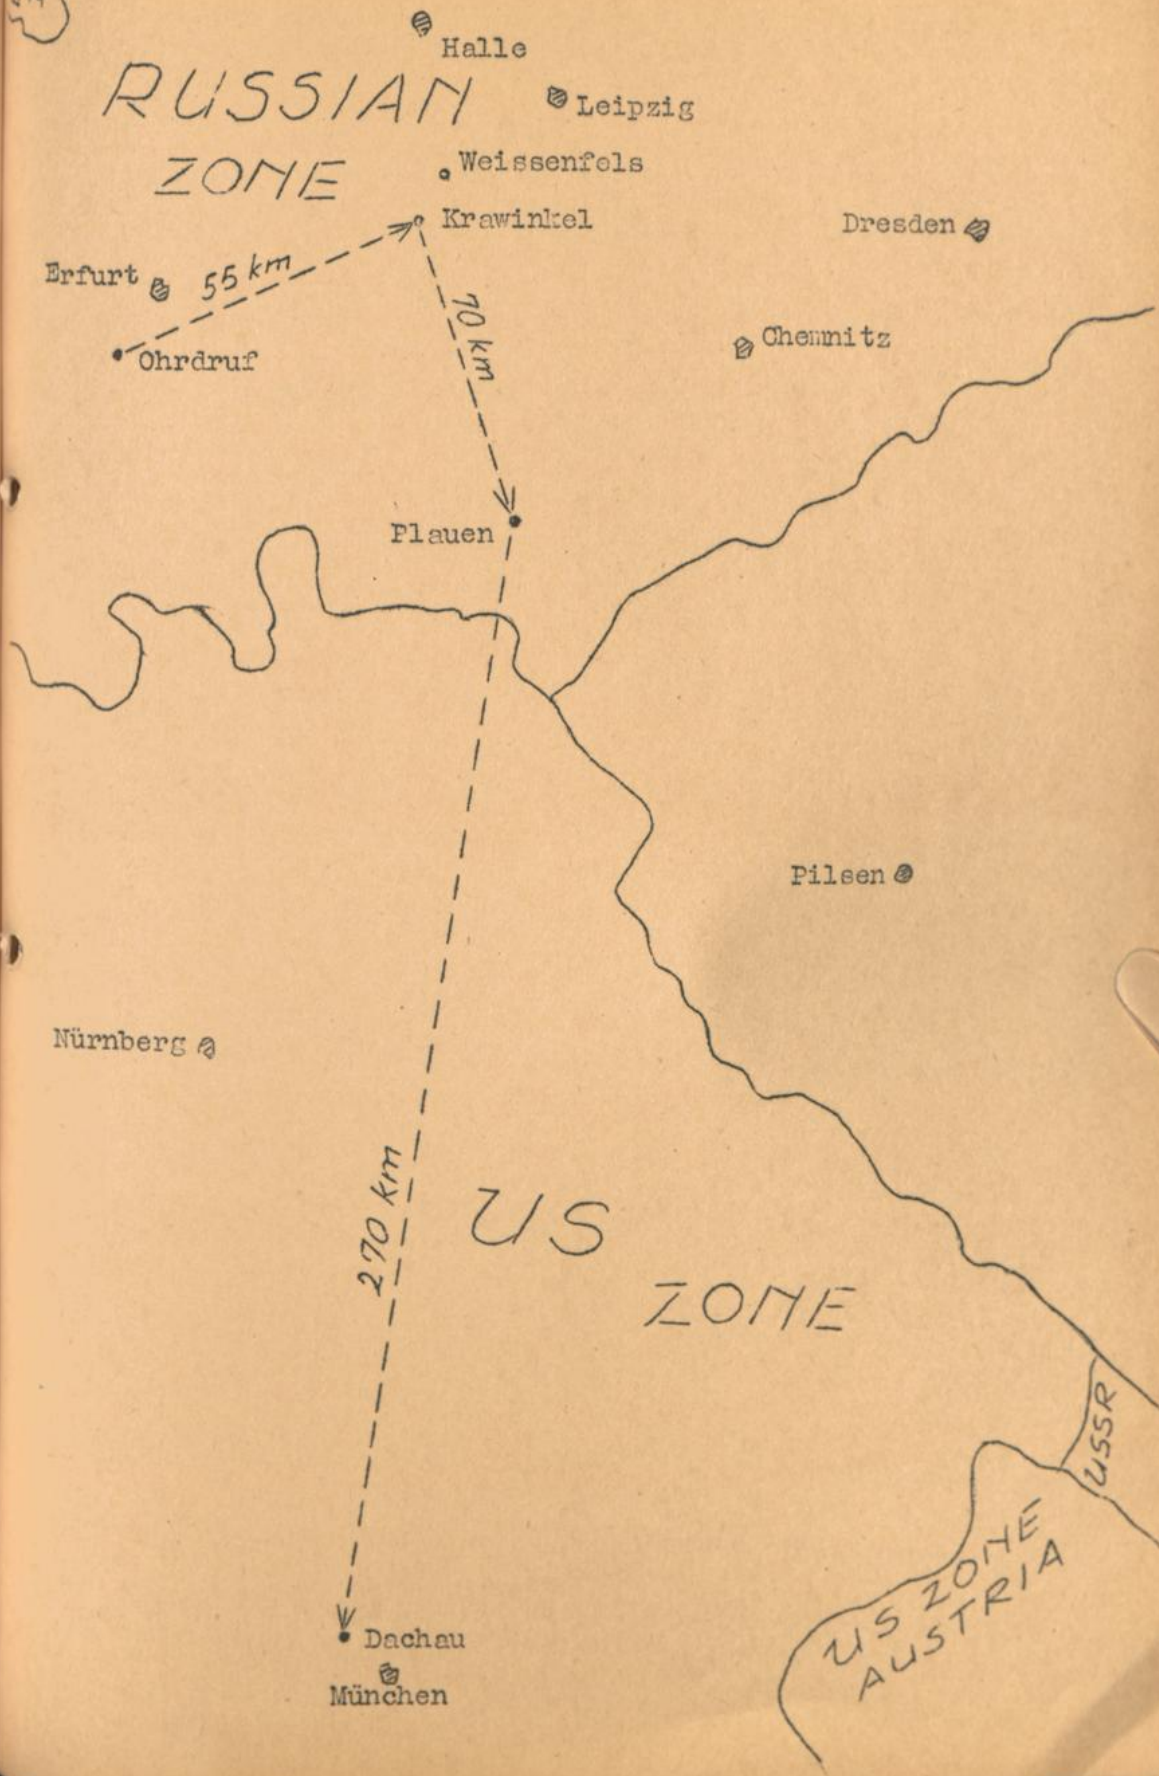 Halle
RUSSIAN
Leipzig
ZONE
Weissenfels
Krawinkel
Dresden
Erfurt
55 km
70 km
Chemnitz
Ohrdruf
Plauen
Pilsen
Nürnberg
270 km
US
ZONE
USSR
US ZONE
AUSTRIA
Dachau
München